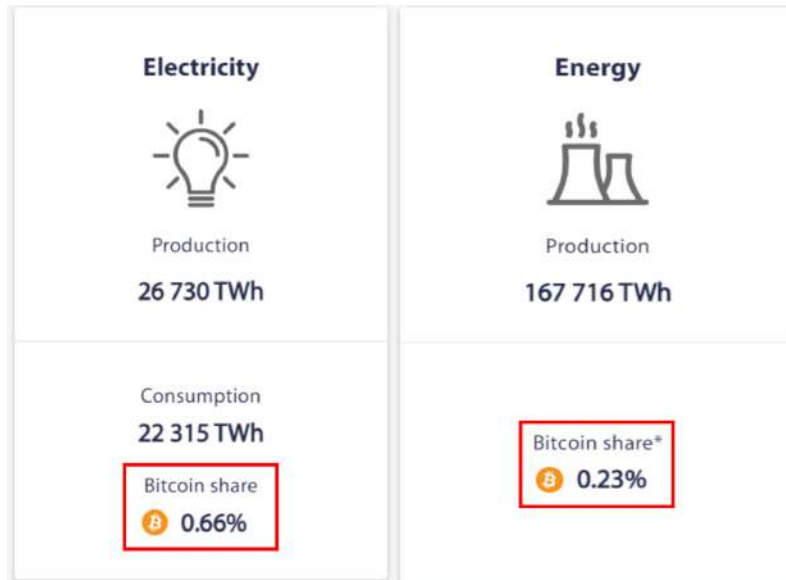 Electricity
Production
26 730 TWh
Consumption
22 315 TWh
Bitcoin share
0.66%
Energy
Production
167 716 TWh
Bitcoin share*
0.23%